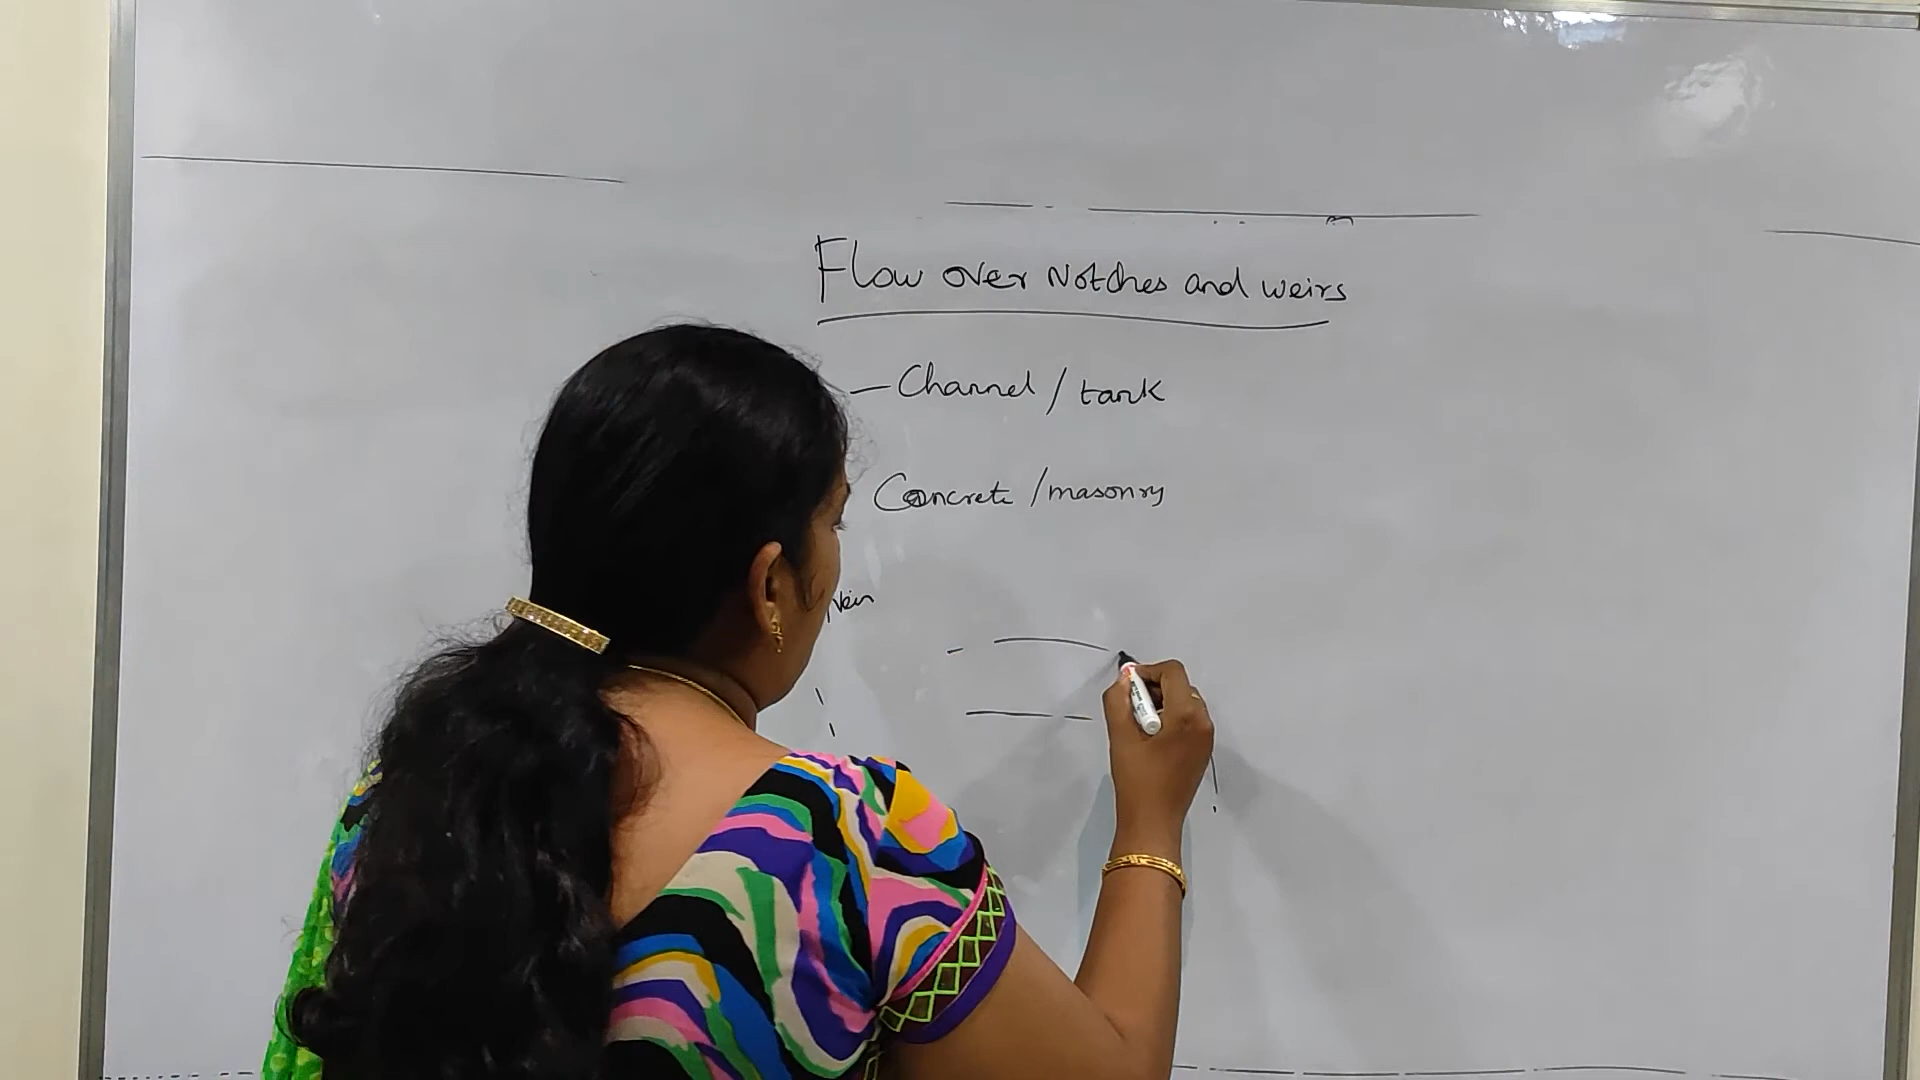 Flow over Notches and weirs
- Channel / tank
Concrete / masonry